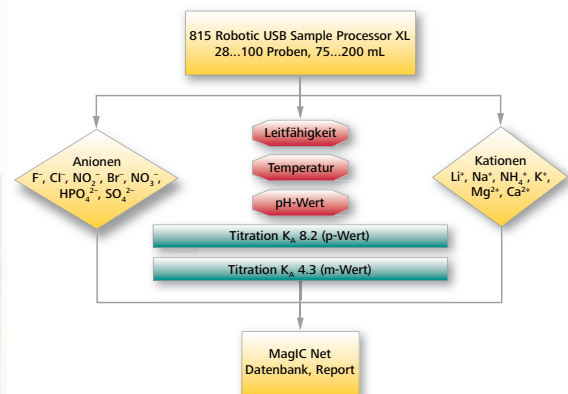 815 Robotic USB Sample Processor XL
28...100 Proben, 75...200 mL
Anionen
F⁻, Cl⁻, NO₂⁻, Br⁻, NO₃⁻,
HPO₄²⁻, SO₄²⁻
Leitfähigkeit
Temperatur
pH-Wert
Kationen
Li⁺, Na⁺, NH₄⁺, K⁺,
Mg²⁺, Ca²⁺
Titration K_A 8.2 (p-Wert)
Titration K_A 4.3 (m-Wert)
MagIC Net
Datenbank, Report